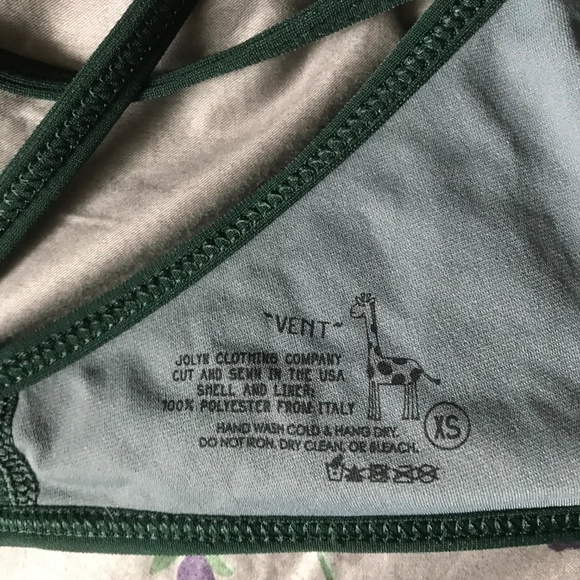 "VENT"
JOLYN CLOTHING COMPANY
CUT AND SEWN IN THE USA
SHELL AND LINER:
100% POLYESTER FROM ITALY
HAND WASH COLD & HANG DRY.
DO NOT IRON, DRY CLEAN, OR BLEACH.
XS